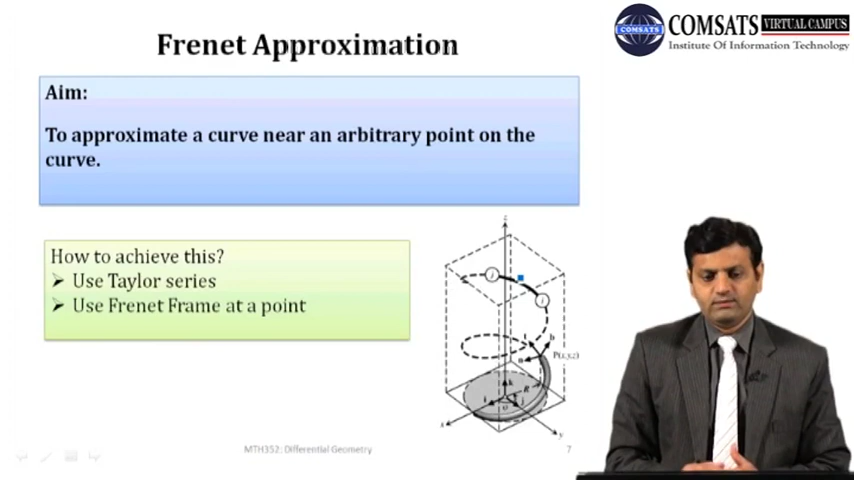 Frenet Approximation
COMSATS VIRTUAL CAMPUS
Institute Of Information Technology
COMSATS
Aim:
To approximate a curve near an arbitrary point on the
curve.
How to achieve this?
Use Taylor series
Use Frenet Frame at a point
z
j
i
t
b
n
P(x,y,z)
k
R
i
j
O
x
y
MTH352: Differential Geometry
7